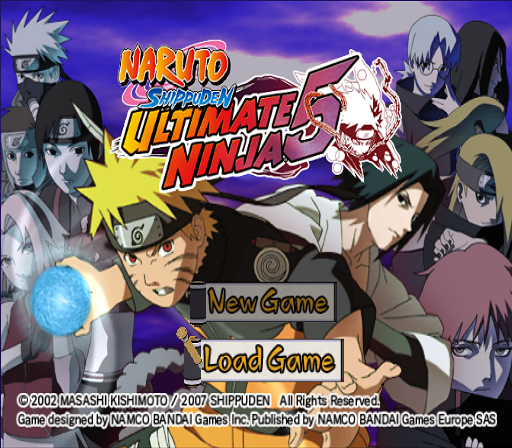 NARUTO
SHIPPUDEN
ULTIMATE
NINJA 5
New Game
Load Game
© 2002 MASASHI KISHIMOTO / 2007 SHIPPUDEN All Rights Reserved.
Game designed by NAMCO BANDAI Games Inc. Published by NAMCO BANDAI Games Europe SAS